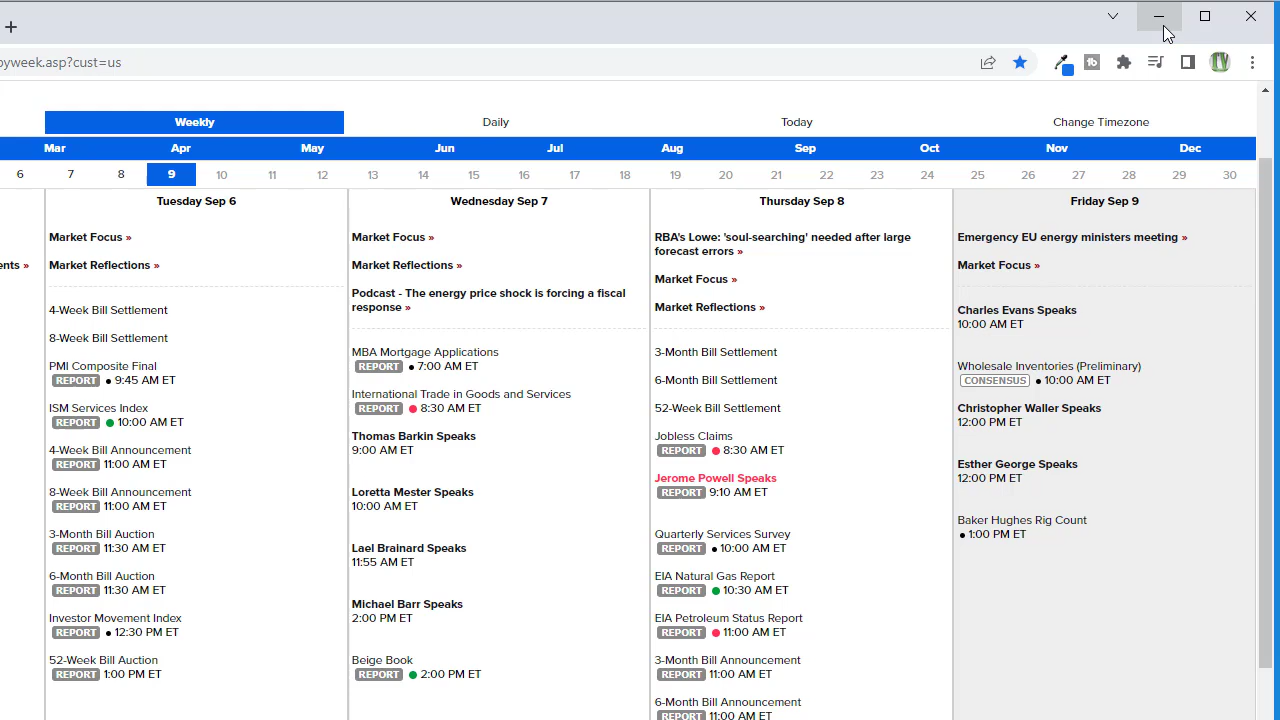 byweek.asp?cust=us
Weekly
Daily
Today
Change Timezone
Mar
Apr
May
Jun
Jul
Aug
Sep
Oct
Nov
Dec
6
7
8
9
10
11
12
13
14
15
16
17
18
19
20
21
22
23
24
25
26
27
28
29
30
ents »
Tuesday Sep 6
Market Focus »
Market Reflections »
4-Week Bill Settlement
8-Week Bill Settlement
PMI Composite Final
REPORT ● 9:45 AM ET
ISM Services Index
REPORT ● 10:00 AM ET
4-Week Bill Announcement
REPORT 11:00 AM ET
8-Week Bill Announcement
REPORT 11:00 AM ET
3-Month Bill Auction
REPORT 11:30 AM ET
6-Month Bill Auction
REPORT 11:30 AM ET
Investor Movement Index
REPORT ● 12:30 PM ET
52-Week Bill Auction
REPORT 1:00 PM ET
Wednesday Sep 7
Market Focus »
Market Reflections »
Podcast - The energy price shock is forcing a fiscal
response »
MBA Mortgage Applications
REPORT ● 7:00 AM ET
International Trade in Goods and Services
REPORT ● 8:30 AM ET
Thomas Barkin Speaks
9:00 AM ET
Loretta Mester Speaks
10:00 AM ET
Lael Brainard Speaks
11:55 AM ET
Michael Barr Speaks
2:00 PM ET
Beige Book
REPORT ● 2:00 PM ET
Thursday Sep 8
RBA's Lowe: 'soul-searching' needed after large
forecast errors »
Market Focus »
Market Reflections »
3-Month Bill Settlement
6-Month Bill Settlement
52-Week Bill Settlement
Jobless Claims
REPORT ● 8:30 AM ET
Jerome Powell Speaks
REPORT 9:10 AM ET
Quarterly Services Survey
REPORT ● 10:00 AM ET
EIA Natural Gas Report
REPORT ● 10:30 AM ET
EIA Petroleum Status Report
REPORT ● 11:00 AM ET
3-Month Bill Announcement
REPORT 11:00 AM ET
6-Month Bill Announcement
REPORT 11:00 AM ET
Friday Sep 9
Emergency EU energy ministers meeting »
Market Focus »
Charles Evans Speaks
10:00 AM ET
Wholesale Inventories (Preliminary)
CONSENSUS ● 10:00 AM ET
Christopher Waller Speaks
12:00 PM ET
Esther George Speaks
12:00 PM ET
Baker Hughes Rig Count
● 1:00 PM ET